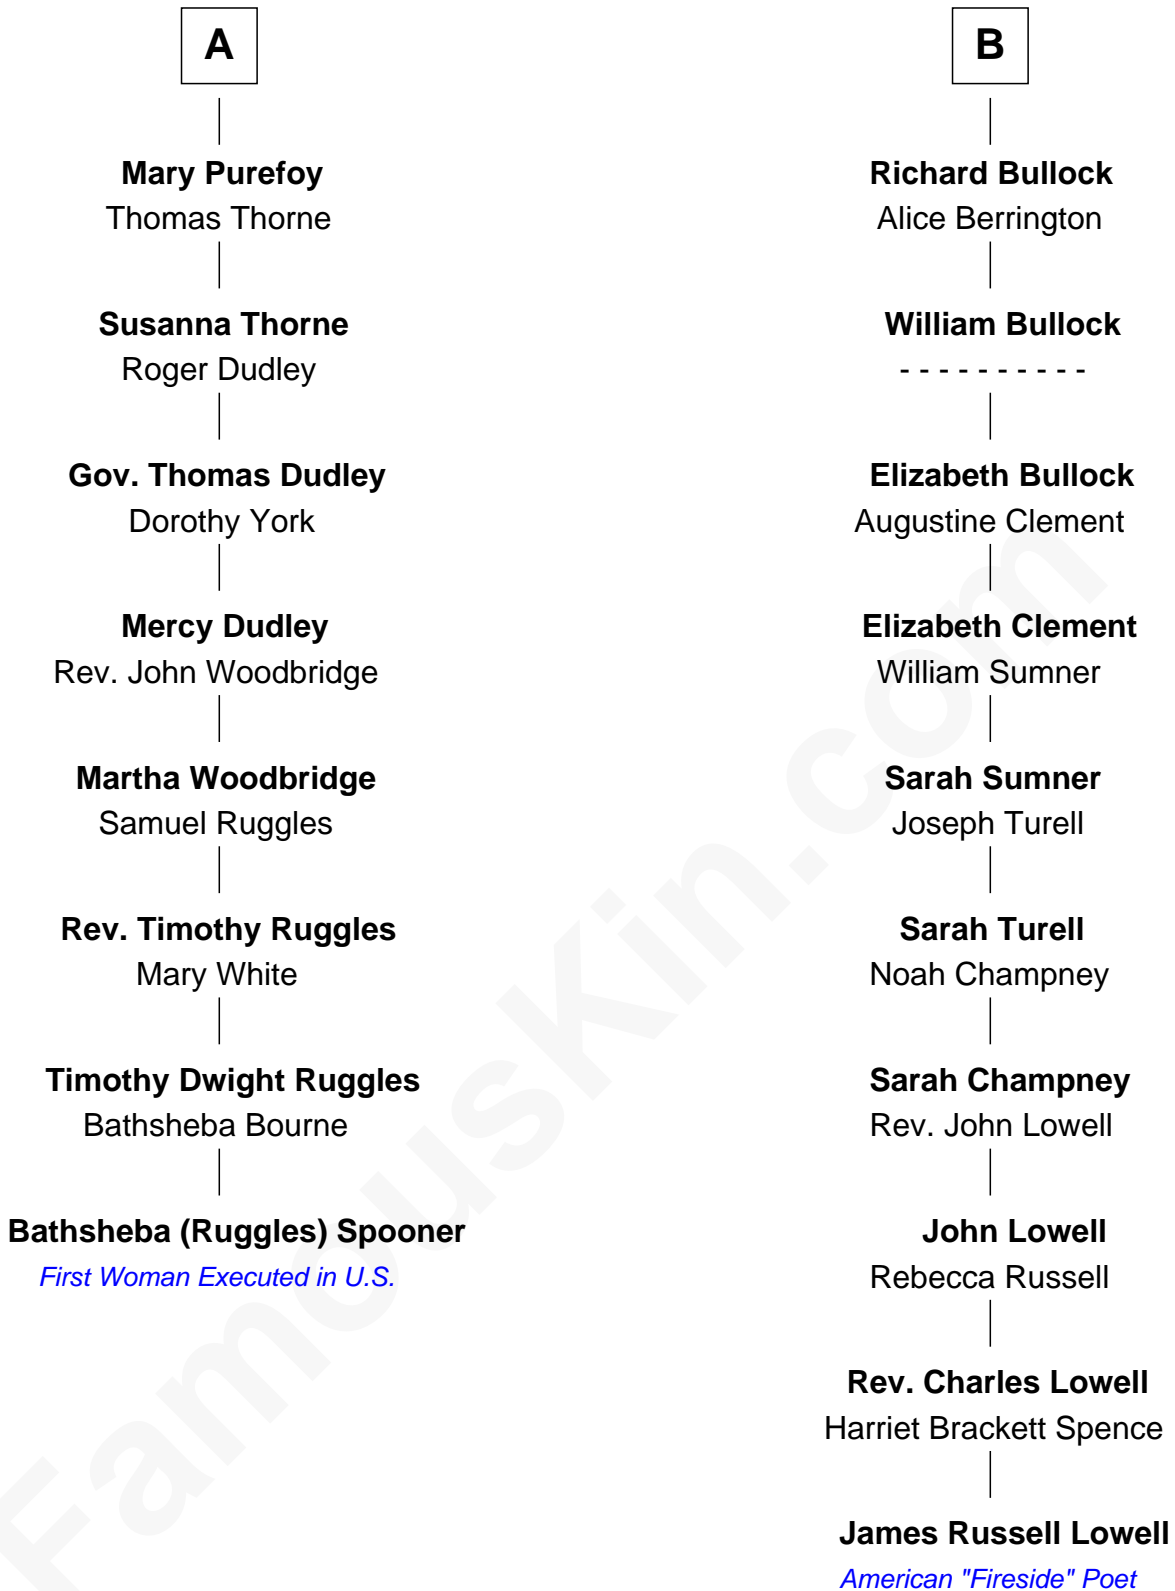 A
Mary Purefoy
Thomas Thorne
Susanna Thorne
Roger Dudley
Gov. Thomas Dudley
Dorothy York
Mercy Dudley
Rev. John Woodbridge
Martha Woodbridge
Samuel Ruggles
Rev. Timothy Ruggles
Mary White
Timothy Dwight Ruggles
Bathsheba Bourne
Bathsheba (Ruggles) Spooner
First Woman Executed in U.S.
B
Richard Bullock
Alice Berrington
William Bullock
- - - - - - - - - -
Elizabeth Bullock
Augustine Clement
Elizabeth Clement
William Sumner
Sarah Sumner
Joseph Turell
Sarah Turell
Noah Champney
Sarah Champney
Rev. John Lowell
John Lowell
Rebecca Russell
Rev. Charles Lowell
Harriet Brackett Spence
James Russell Lowell
American "Fireside" Poet
FamousKin.com